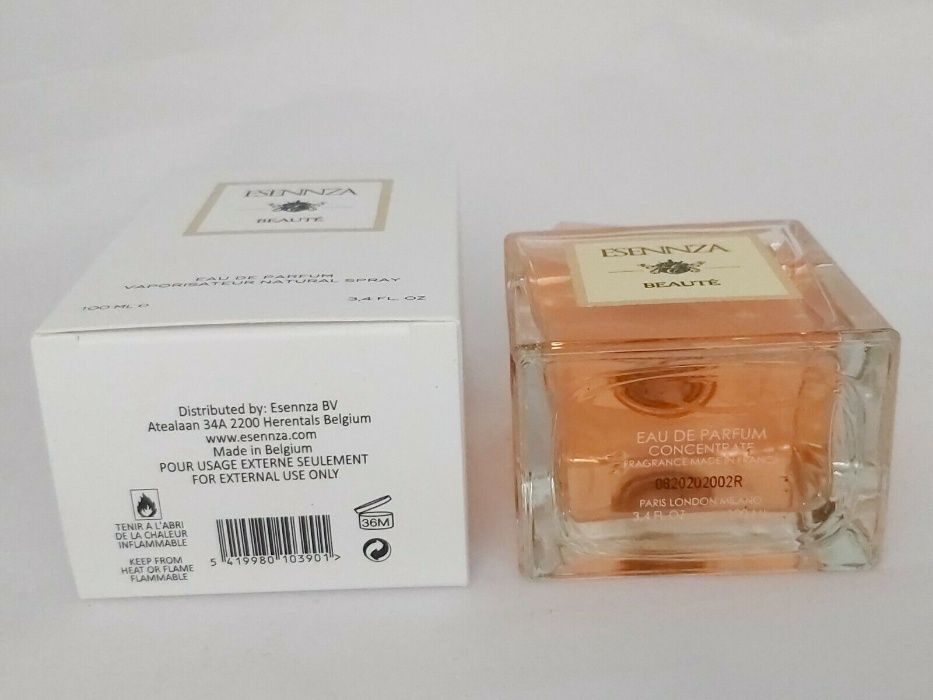 ESENNZA
BEAUTÉ
EAU DE PARFUM
VAPORISATEUR NATURAL SPRAY
100 ML e
3,4 FL. OZ
Distributed by: Esennza BV
Atealaan 34A 2200 Herentals Belgium
www.esennza.com
Made in Belgium
POUR USAGE EXTERNE SEULEMENT
FOR EXTERNAL USE ONLY
TENIR A L'ABRI
DE LA CHALEUR
INFLAMMABLE
KEEP FROM
HEAT OR FLAME
FLAMMABLE
5 419980 103901 >
36M
ESENNZA
BEAUTÉ
EAU DE PARFUM
CONCENTRATE
FRAGRANCE MADE IN FRANCE
0820202002R
PARIS LONDON MILANO
3.4 FL OZ